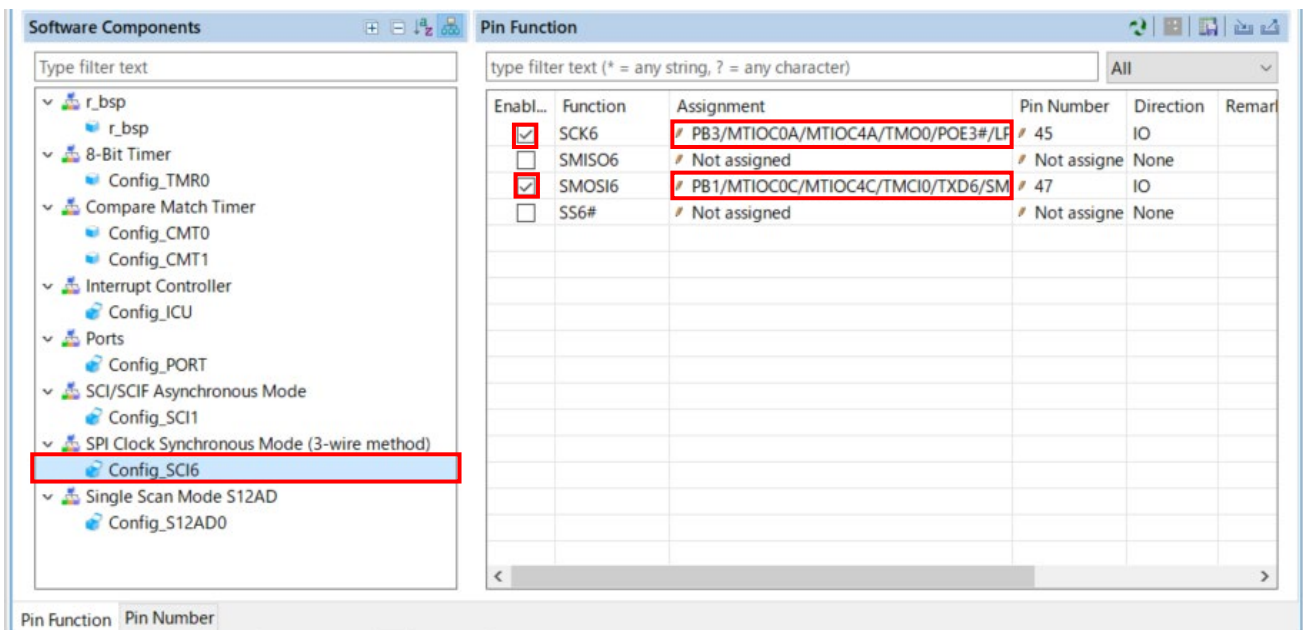 Software Components
Type filter text
r_bsp
r_bsp
8-Bit Timer
Config_TMR0
Compare Match Timer
Config_CMT0
Config_CMT1
Interrupt Controller
Config_ICU
Ports
Config_PORT
SCI/SCIF Asynchronous Mode
Config_SCI1
SPI Clock Synchronous Mode (3-wire method)
Config_SCI6
Single Scan Mode S12AD
Config_S12AD0
Pin Function
type filter text (* = any string, ? = any character)
All
Enabl... Function Assignment Pin Number Direction Remarl
SCK6 PB3/MTIOC0A/MTIOC4A/TMO0/POE3#/LF 45 IO
SMISO6 Not assigned Not assigne None
SMOSI6 PB1/MTIOC0C/MTIOC4C/TMCI0/TXD6/SM 47 IO
SS6# Not assigned Not assigne None
Pin Function Pin Number